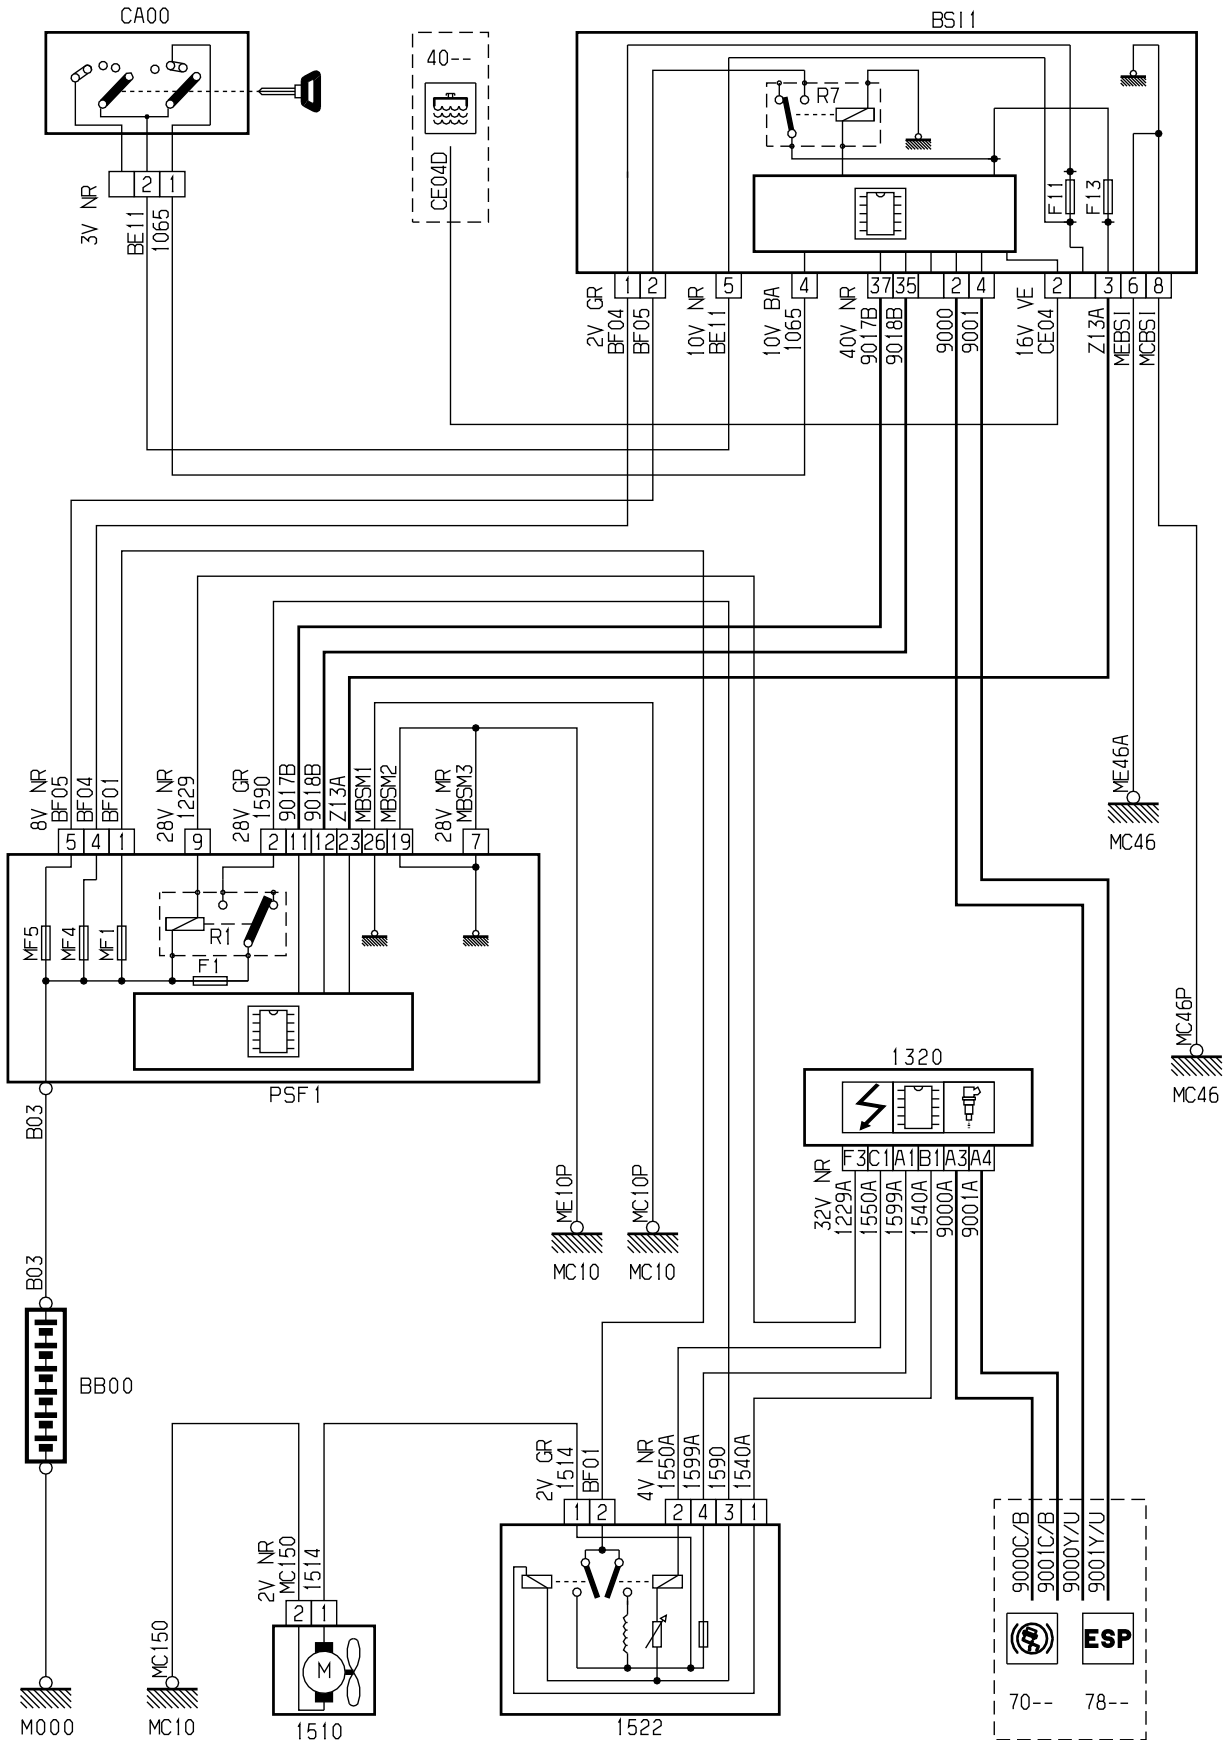 CA00
BSI1
40--
R7
CE04D
F11
F13
2
1
3V NR
BE11
1065
1
2
5
4
37
35
2
4
2
3
6
8
2V GR
BF04
BF05
10V NR
BE11
10V BA
1065
40V NR
9017B
9018B
9000
9001
16V VE
CE04
Z13A
MEBSI
MCBSI
ME46A
MC46
8V NR
BF05
BF04
BF01
28V NR
1229
28V GR
1590
9017B
9018B
Z13A
MBSM1
MBSM2
28V MR
MBSM3
5
4
1
9
2
11
12
23
26
19
7
MF5
MF4
MF1
R1
F1
PSF1
B03
MC46P
MC46
1320
F3
C1
A1
B1
A3
A4
32V NR
1229A
1550A
1599A
1540A
9000A
9001A
ME10P
MC10P
MC10
MC10
B03
BB00
2V GR
1514
BF01
4V NR
1550A
1599A
1590
1540A
1
2
2
4
3
1
2V NR
MC150
1514
2
1
M
MC150
9000C/B
9001C/B
9000Y/U
9001Y/U
ESP
70--
78--
M000
MC10
1510
1522